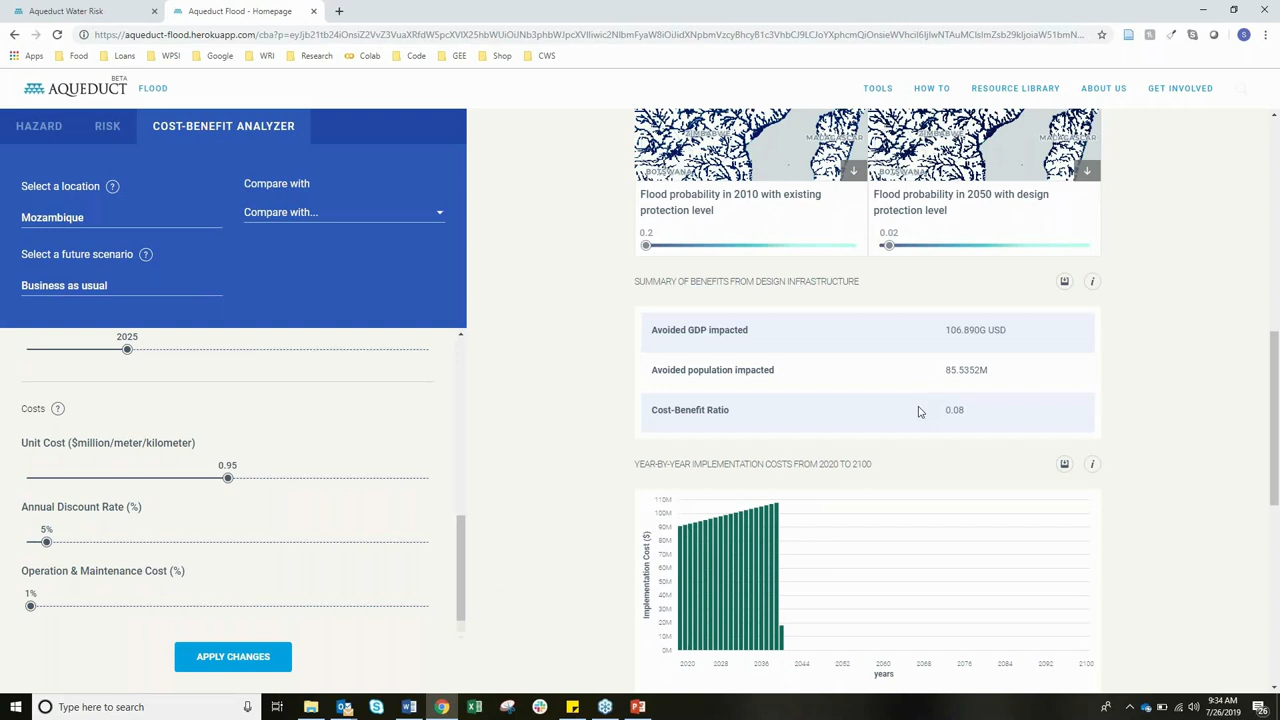 Aqueduct Water Risk
Aqueduct Flood - Homepage
Apps Food Loans WPSI Google WRI Research Colab Code GEE Shop CWS
BETA
AQUEDUCT FLOOD
TOOLS HOW TO RESOURCE LIBRARY ABOUT US GET INVOLVED
HAZARD RISK COST-BENEFIT ANALYZER
Select a location ?
Mozambique
Compare with
Compare with...
Select a future scenario ?
Business as usual
2025
Costs ?
Unit Cost ($million/meter/kilometer)
0.95
Annual Discount Rate (%)
5%
Operation & Maintenance Cost (%)
1%
APPLY CHANGES
ZIMBABWE MALAGASCAR
BOTSWANA
BOTSWANA
Flood probability in 2010 with existing
protection level
0.2
Flood probability in 2050 with design
protection level
0.02
SUMMARY OF BENEFITS FROM DESIGN INFRASTRUCTURE
Avoided GDP impacted 106.890G USD
Avoided population impacted 85.5352M
Cost-Benefit Ratio 0.08
YEAR-BY-YEAR IMPLEMENTATION COSTS FROM 2020 TO 2100
Implementation Cost ($)
110M
100M
90M
80M
70M
60M
50M
40M
30M
20M
10M
0M
2020 2028 2036 2044 2052 2060 2068 2076 2084 2092 2100
years
Type here to search
9:34 AM
7/26/2019
26